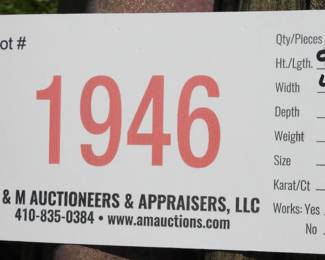 ot #
1946
& M AUCTIONEERS & APPRAISERS, LLC
410-835-0384 • www.amauctions.com
Qty/Pieces
Ht./Lgth.
Width
Depth
Weight
Size
Karat/Ct
Works: Yes
No